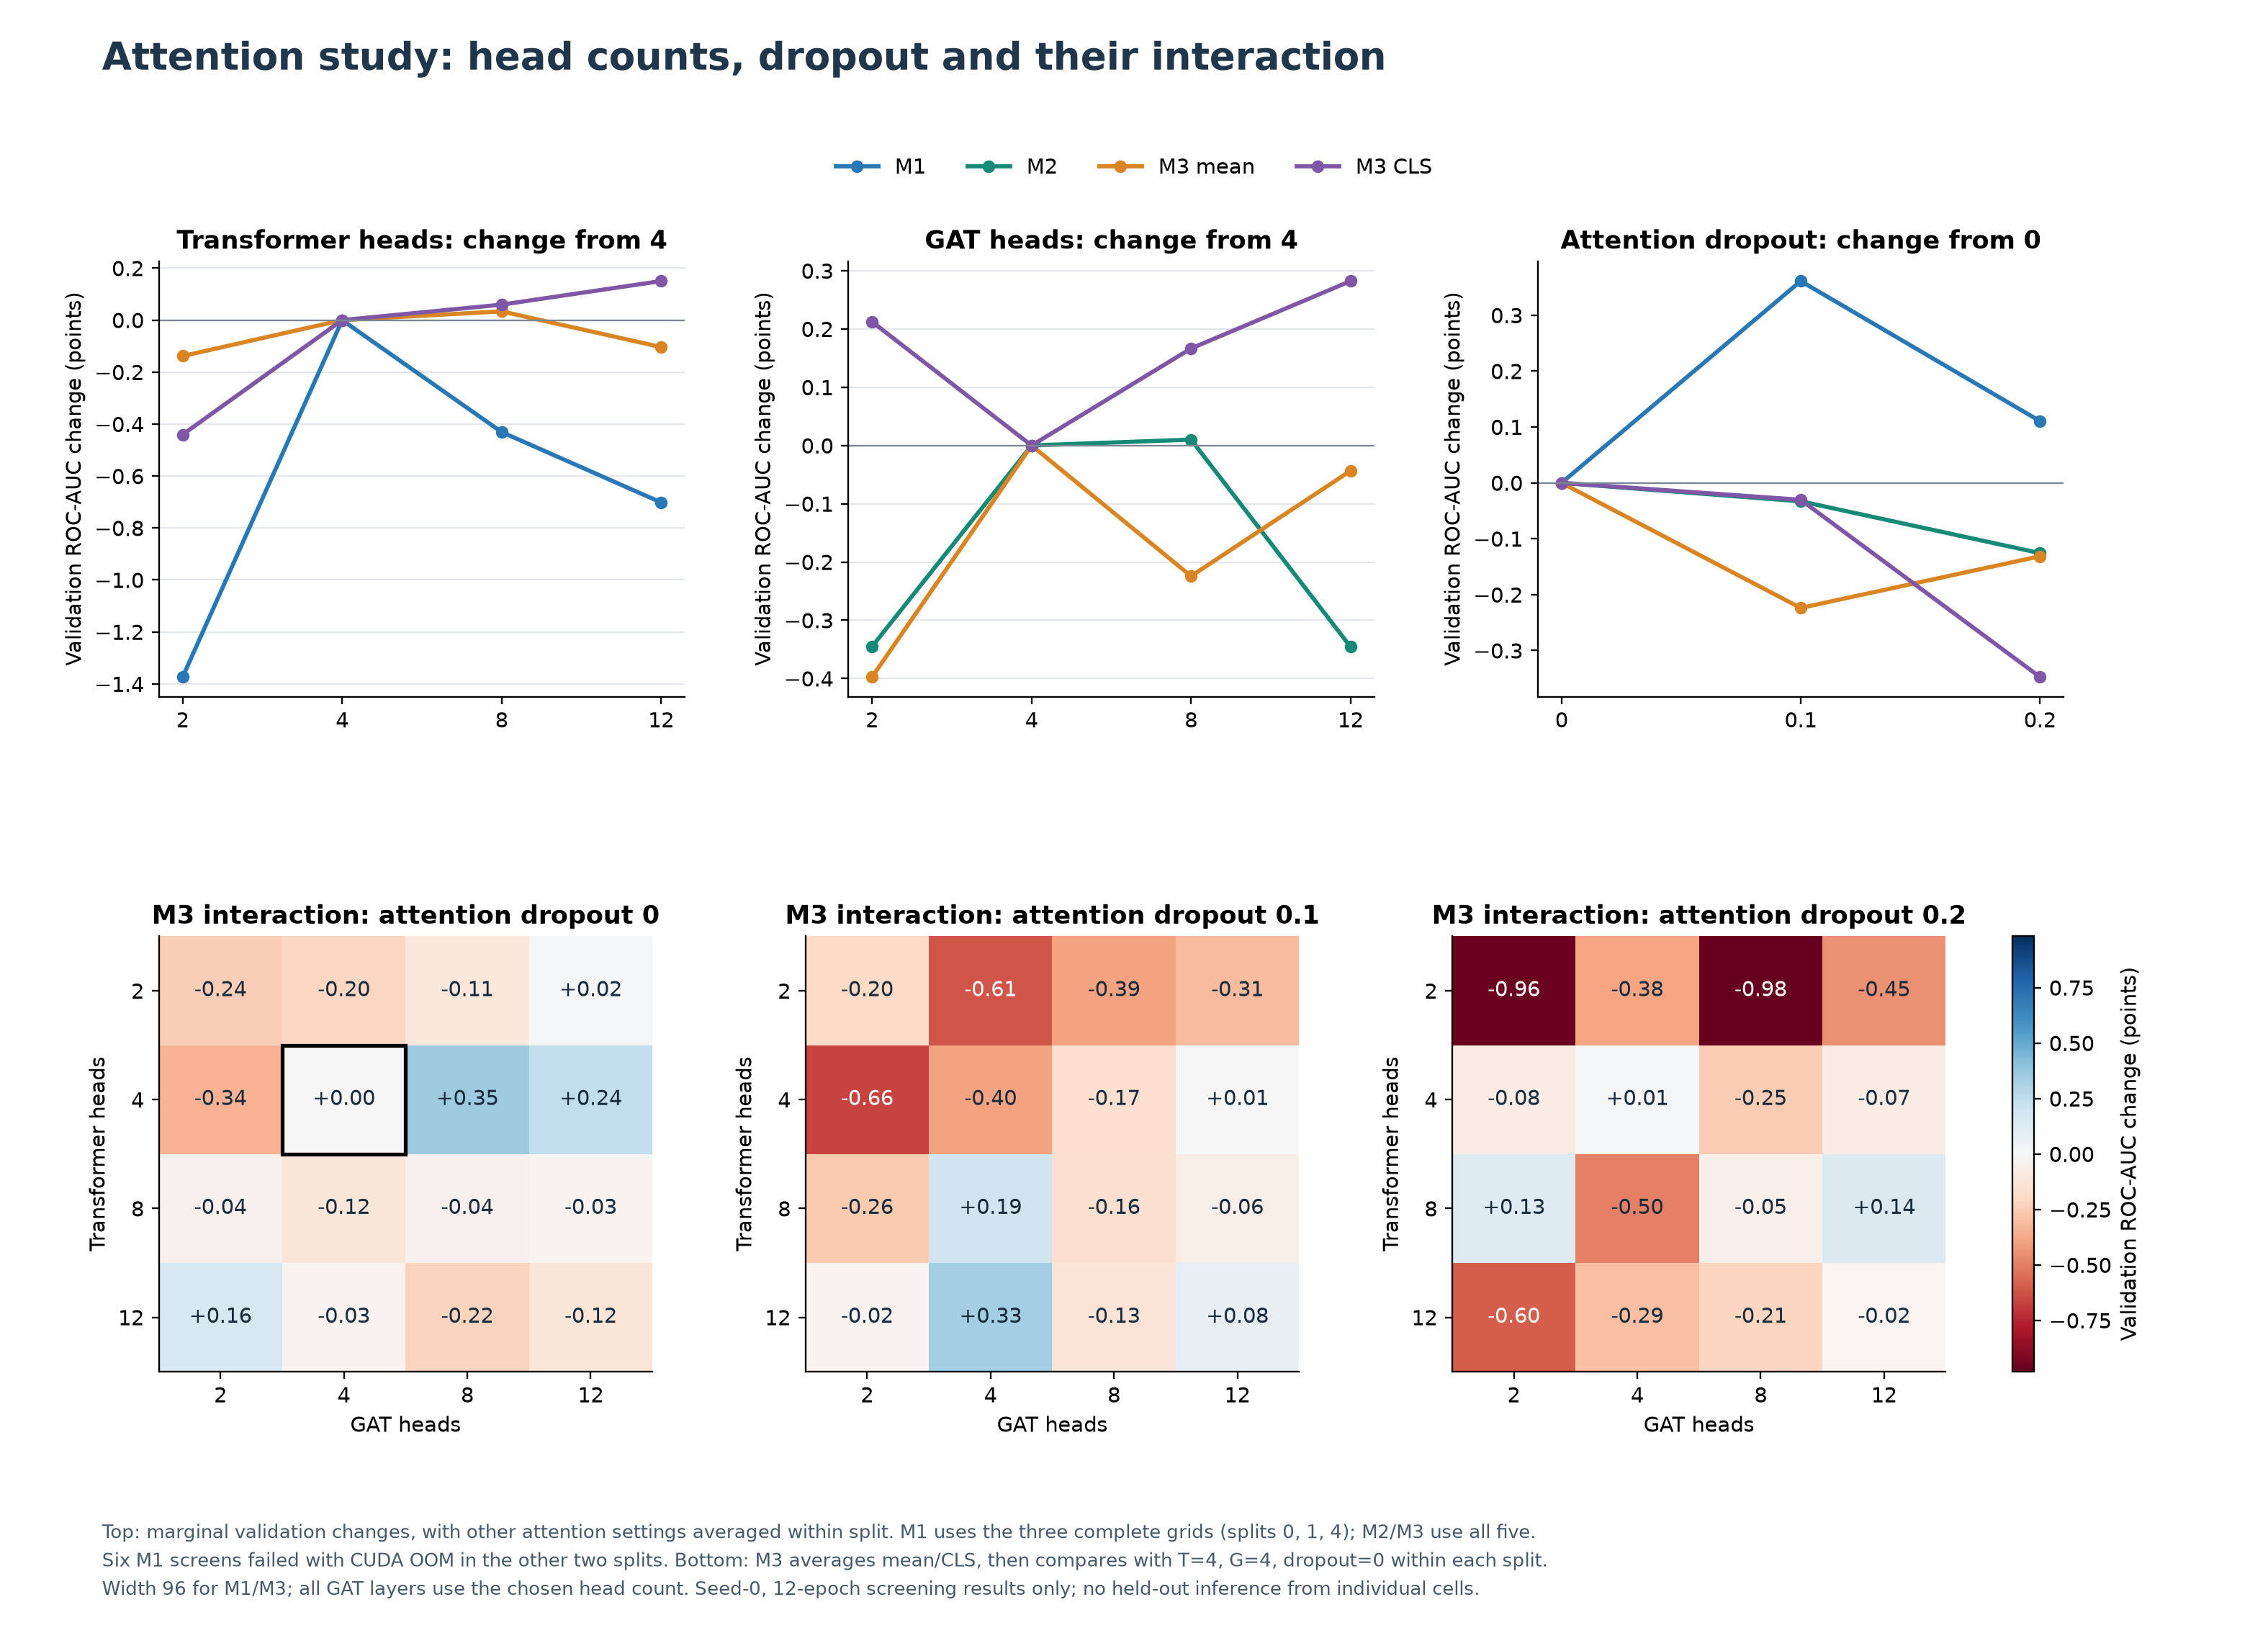 Attention study: head counts, dropout and their interaction
M1 M2 M3 mean M3 CLS
Transformer heads: change from 4
Validation ROC-AUC change (points)
0.2
0.0
−0.2
−0.4
−0.6
−0.8
−1.0
−1.2
−1.4
2 4 8 12
GAT heads: change from 4
Validation ROC-AUC change (points)
0.3
0.2
0.1
0.0
−0.1
−0.2
−0.3
−0.4
2 4 8 12
Attention dropout: change from 0
Validation ROC-AUC change (points)
0.3
0.2
0.1
0.0
−0.1
−0.2
−0.3
0 0.1 0.2
M3 interaction: attention dropout 0
Transformer heads
2 -0.24 -0.20 -0.11 +0.02
4 -0.34 +0.00 +0.35 +0.24
8 -0.04 -0.12 -0.04 -0.03
12 +0.16 -0.03 -0.22 -0.12
2 4 8 12
GAT heads
M3 interaction: attention dropout 0.1
Transformer heads
2 -0.20 -0.61 -0.39 -0.31
4 -0.66 -0.40 -0.17 +0.01
8 -0.26 +0.19 -0.16 -0.06
12 -0.02 +0.33 -0.13 +0.08
2 4 8 12
GAT heads
M3 interaction: attention dropout 0.2
Transformer heads
2 -0.96 -0.38 -0.98 -0.45
4 -0.08 +0.01 -0.25 -0.07
8 +0.13 -0.50 -0.05 +0.14
12 -0.60 -0.29 -0.21 -0.02
2 4 8 12
GAT heads
0.75
0.50
0.25
0.00
−0.25
−0.50
−0.75
Validation ROC-AUC change (points)
Top: marginal validation changes, with other attention settings averaged within split. M1 uses the three complete grids (splits 0, 1, 4); M2/M3 use all five.
Six M1 screens failed with CUDA OOM in the other two splits. Bottom: M3 averages mean/CLS, then compares with T=4, G=4, dropout=0 within each split.
Width 96 for M1/M3; all GAT layers use the chosen head count. Seed-0, 12-epoch screening results only; no held-out inference from individual cells.